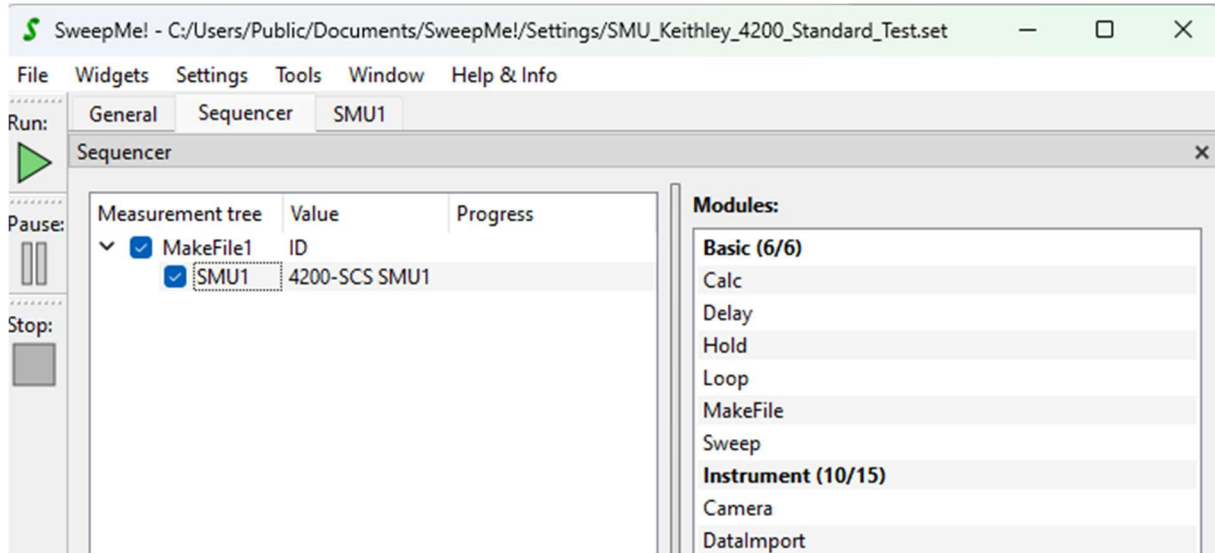 SweepMe! - C:/Users/Public/Documents/SweepMe!/Settings/SMU_Keithley_4200_Standard_Test.set
File Widgets Settings Tools Window Help & Info
Run:
General Sequencer SMU1
Sequencer
Pause:
Stop:
Measurement tree Value Progress
MakeFile1 ID
SMU1 4200-SCS SMU1
Modules:
Basic (6/6)
Calc
Delay
Hold
Loop
MakeFile
Sweep
Instrument (10/15)
Camera
DataImport